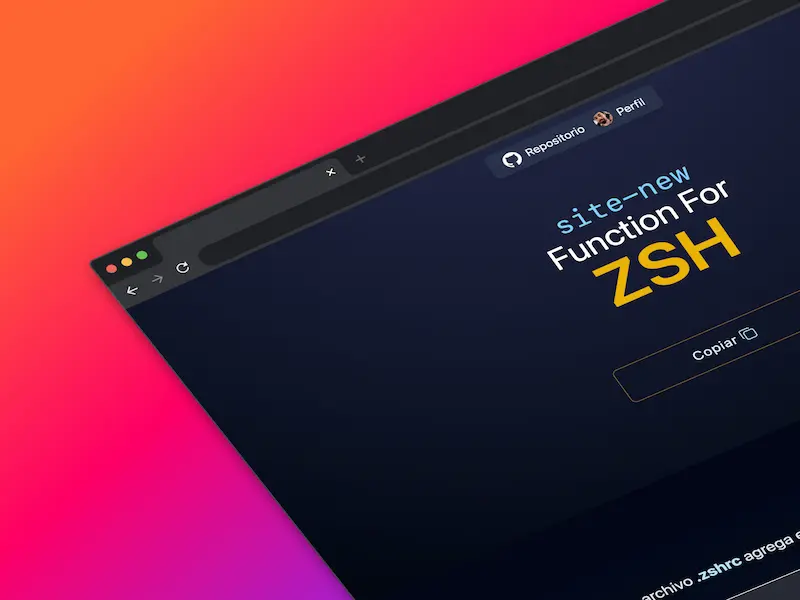 Repositorio Perfil
site-new
Function For
ZSH
Copiar
archivo .zshrc agrega